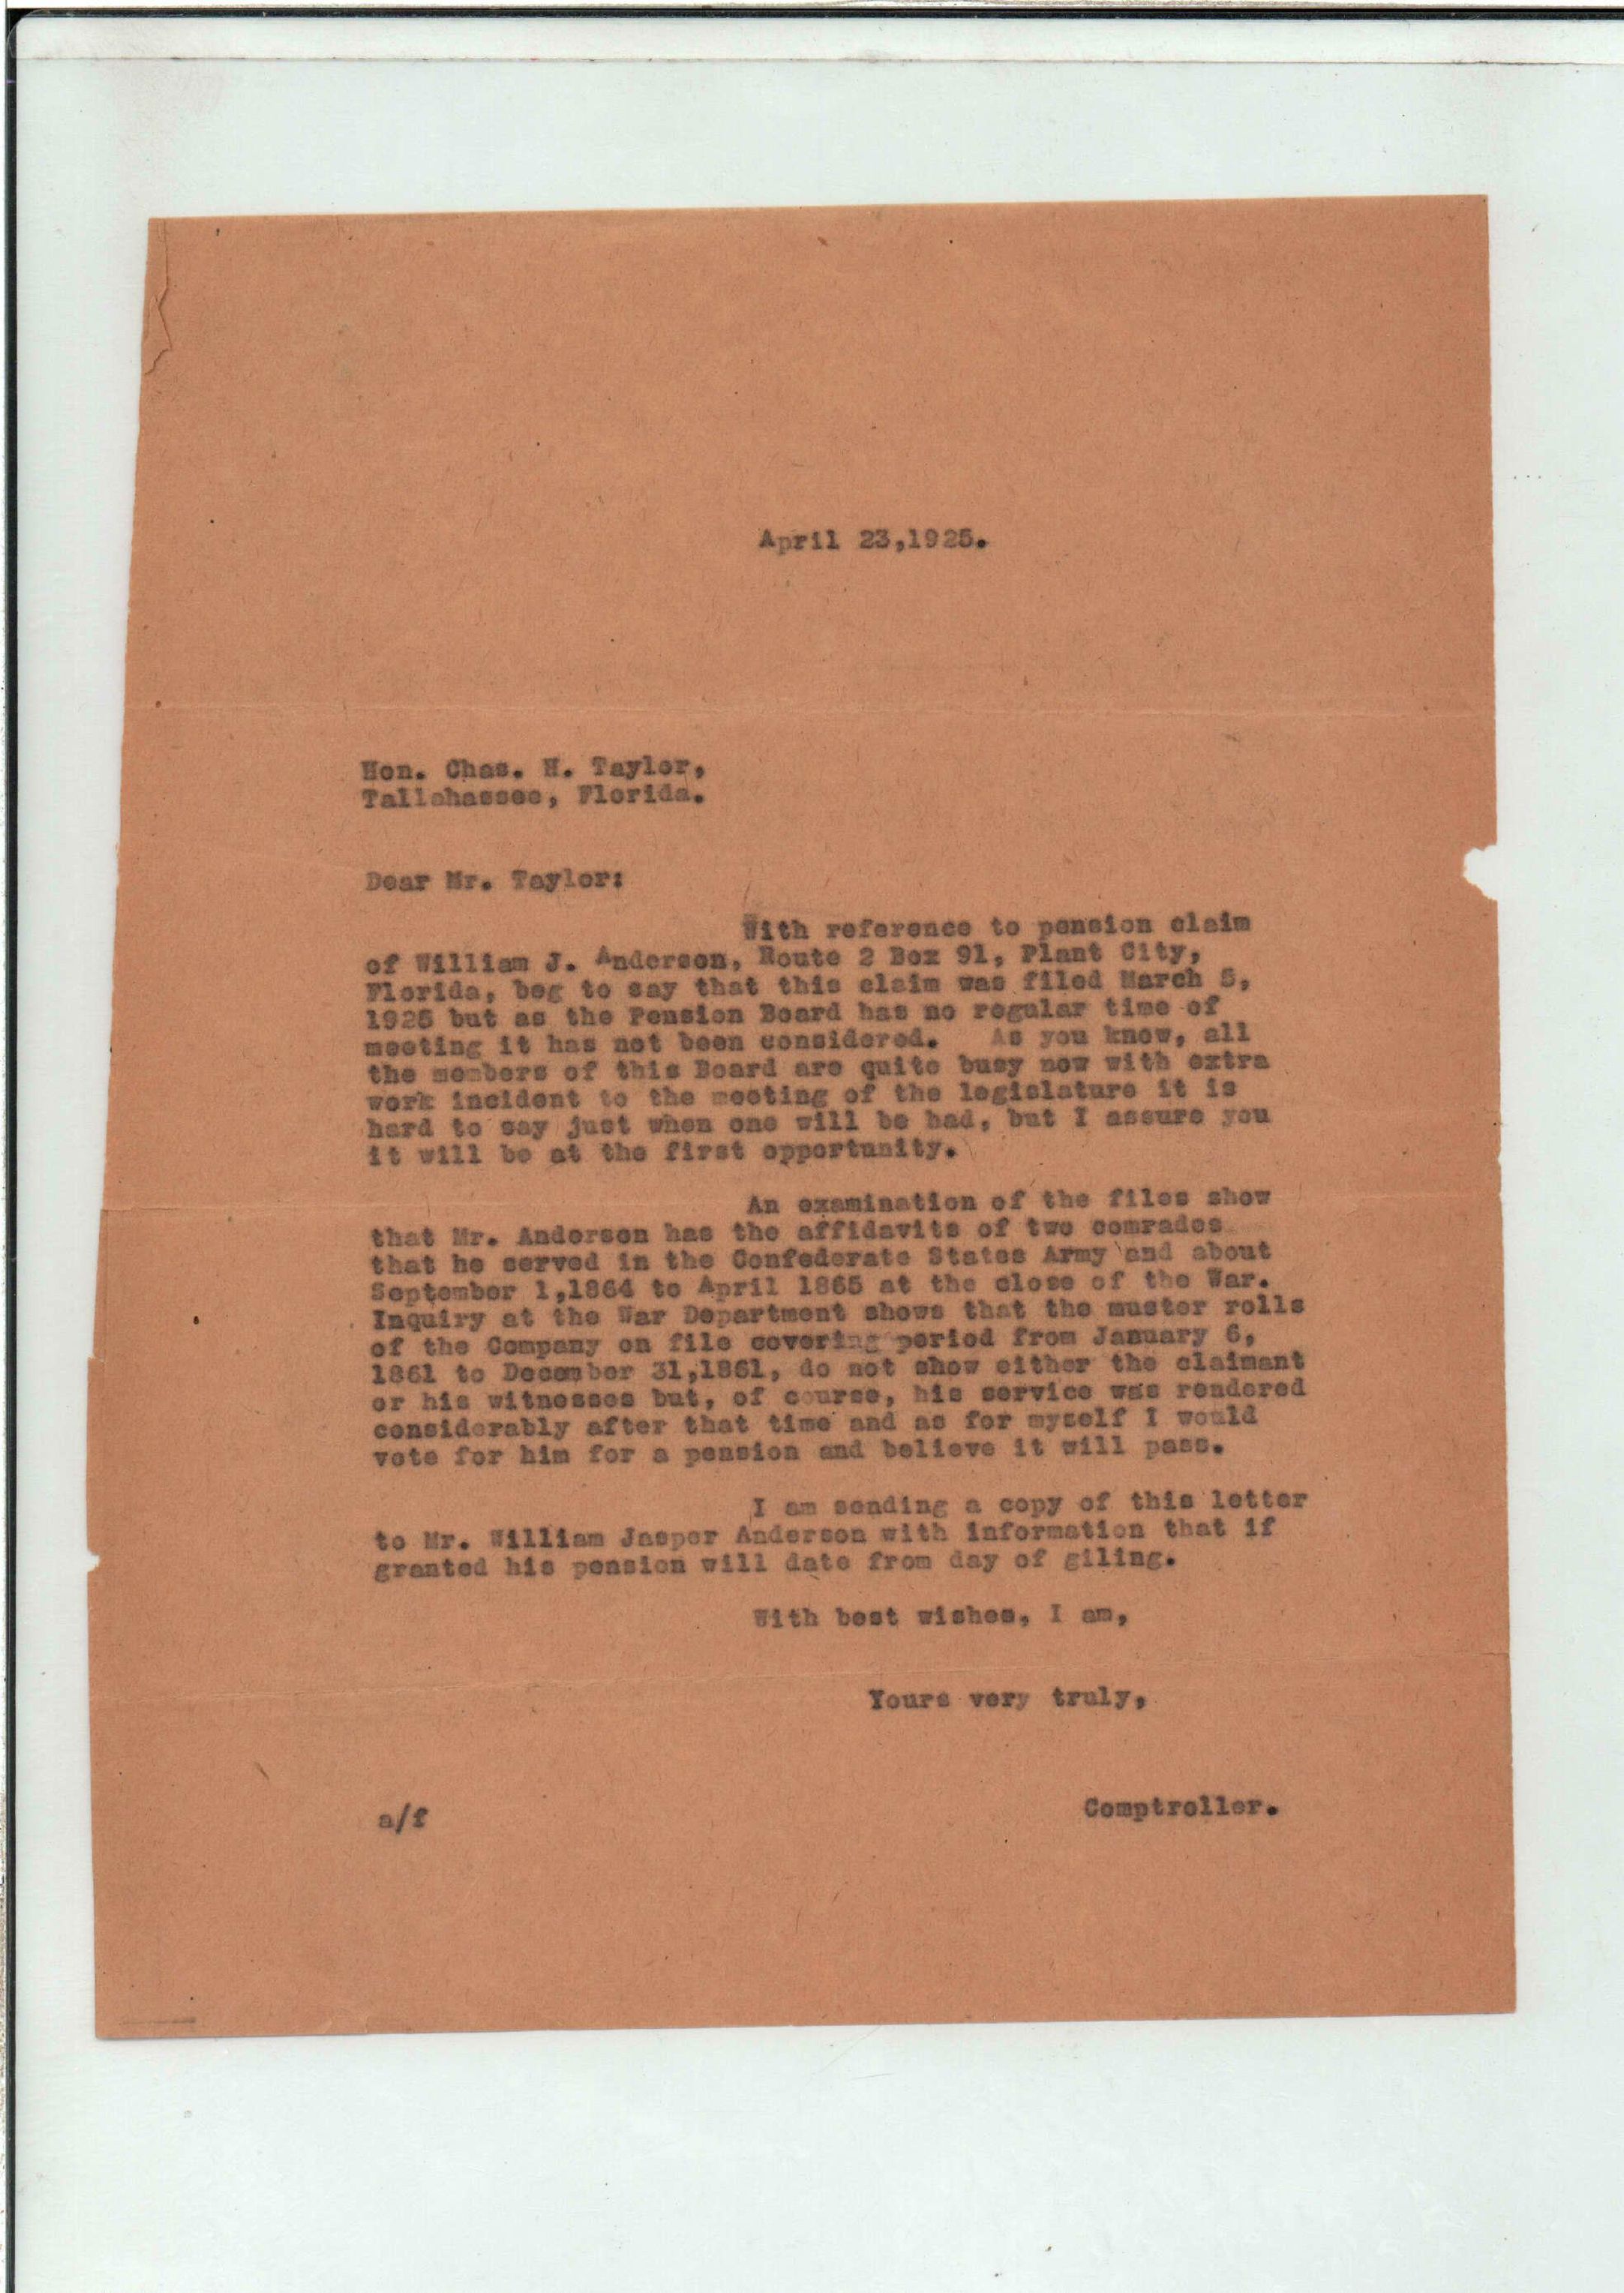 April 23,1925.
Hon. Chas. H. Taylor,
Tallahassee, Florida.
Dear Mr. Taylor:
With reference to pension claim
of William J. Anderson, Route 2 Box 91, Plant City,
Florida, beg to say that this claim was filed March 5,
1925 but as the Pension Board has no regular time of
meeting it has not been considered. As you know, all
the members of this Board are quite busy now with extra
work incident to the meeting of the legislature it is
hard to say just when one will be had, but I assure you
it will be at the first opportunity.
An examination of the files show
that Mr. Anderson has the affidavits of two comrades
that he served in the Confederate States Army and about
September 1,1864 to April 1865 at the close of the War.
Inquiry at the War Department shows that the muster rolls
of the Company on file covering period from January 6,
1861 to December 31,1861, do not show either the claimant
or his witnesses but, of course, his service was rendered
considerably after that time and as for myself I would
vote for him for a pension and believe it will pass.
I am sending a copy of this letter
to Mr. William Jasper Anderson with information that if
granted his pension will date from day of giling.
With best wishes, I am,
Yours very truly,
Comptroller.
a/f